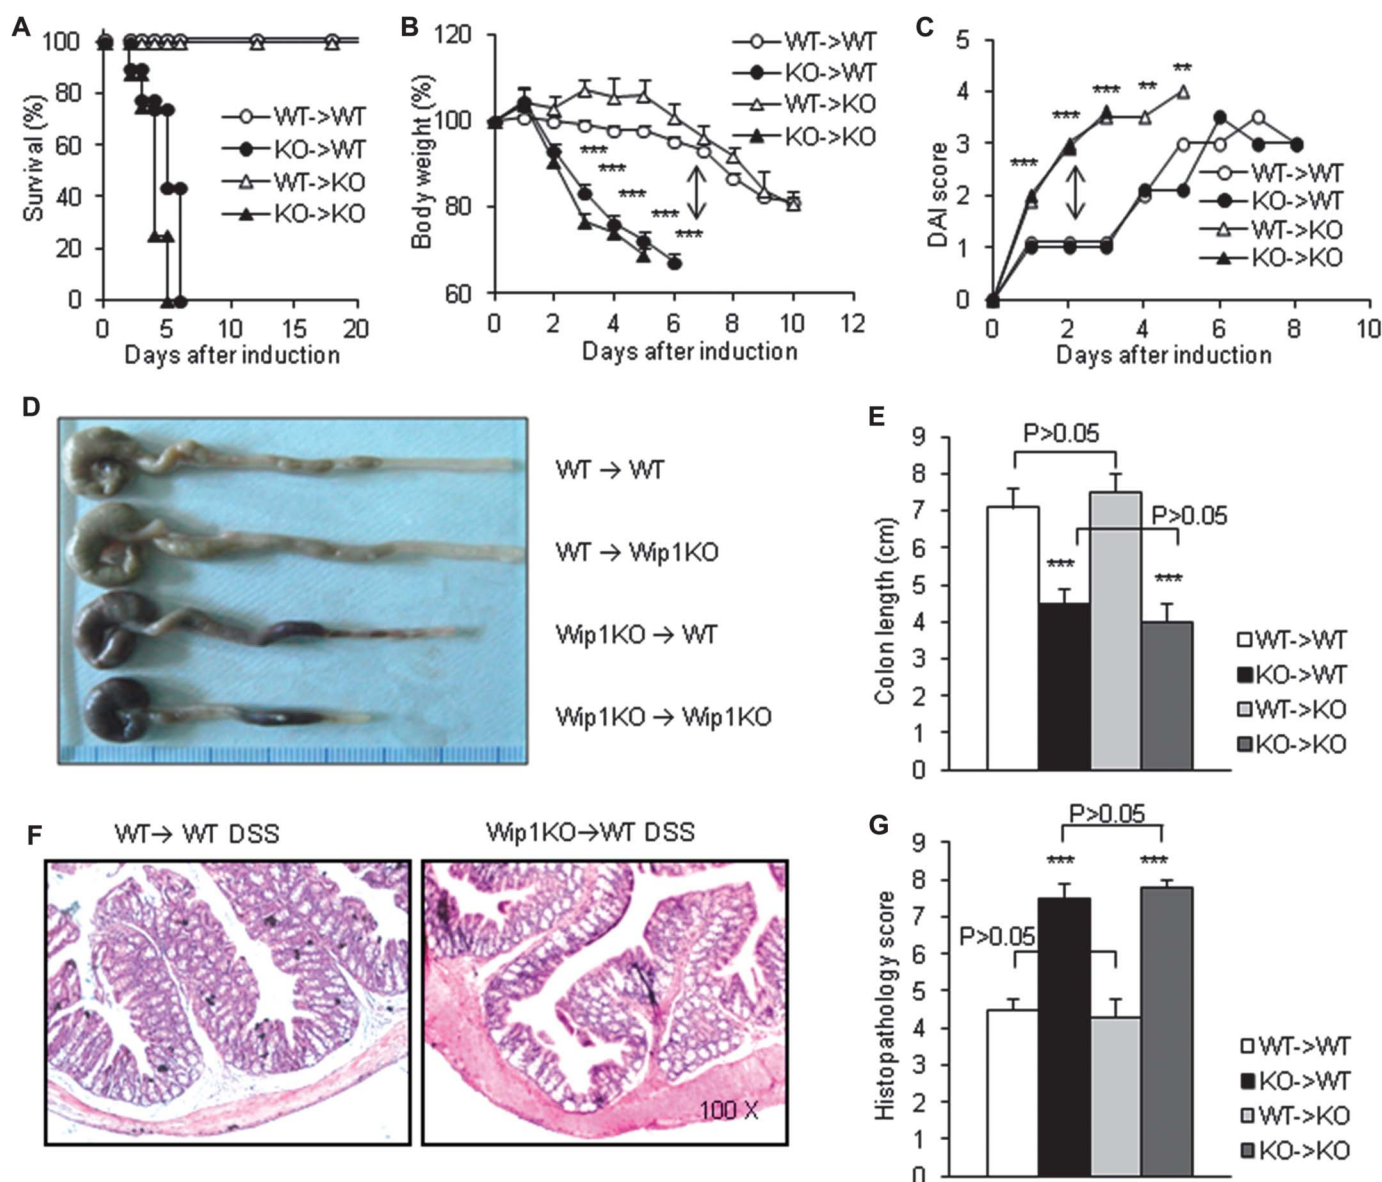 A
100
80
60
40
20
0
Survival (%)
0 5 10 15 20
Days after induction
WT->WT
KO->WT
WT->KO
KO->KO
B
120
100
80
60
Body weight (%)
0 2 4 6 8 10 12
Days after induction
WT->WT
KO->WT
WT->KO
KO->KO
***
***
***
***
***
C
5
4
3
2
1
0
DAI score
0 2 4 6 8 10
Days after induction
***
***
***
**
**
WT->WT
KO->WT
WT->KO
KO->KO
D
WT → WT
WT → Wip1KO
Wip1KO → WT
Wip1KO → Wip1KO
E
9
8
7
6
5
4
3
2
1
0
Colon length (cm)
P>0.05
P>0.05
***
***
WT->WT
KO->WT
WT->KO
KO->KO
F
WT→ WT DSS
Wip1KO→WT DSS
100 X
G
9
8
7
6
5
4
3
2
1
0
Histopathology score
P>0.05
***
***
P>0.05
WT->WT
KO->WT
WT->KO
KO->KO